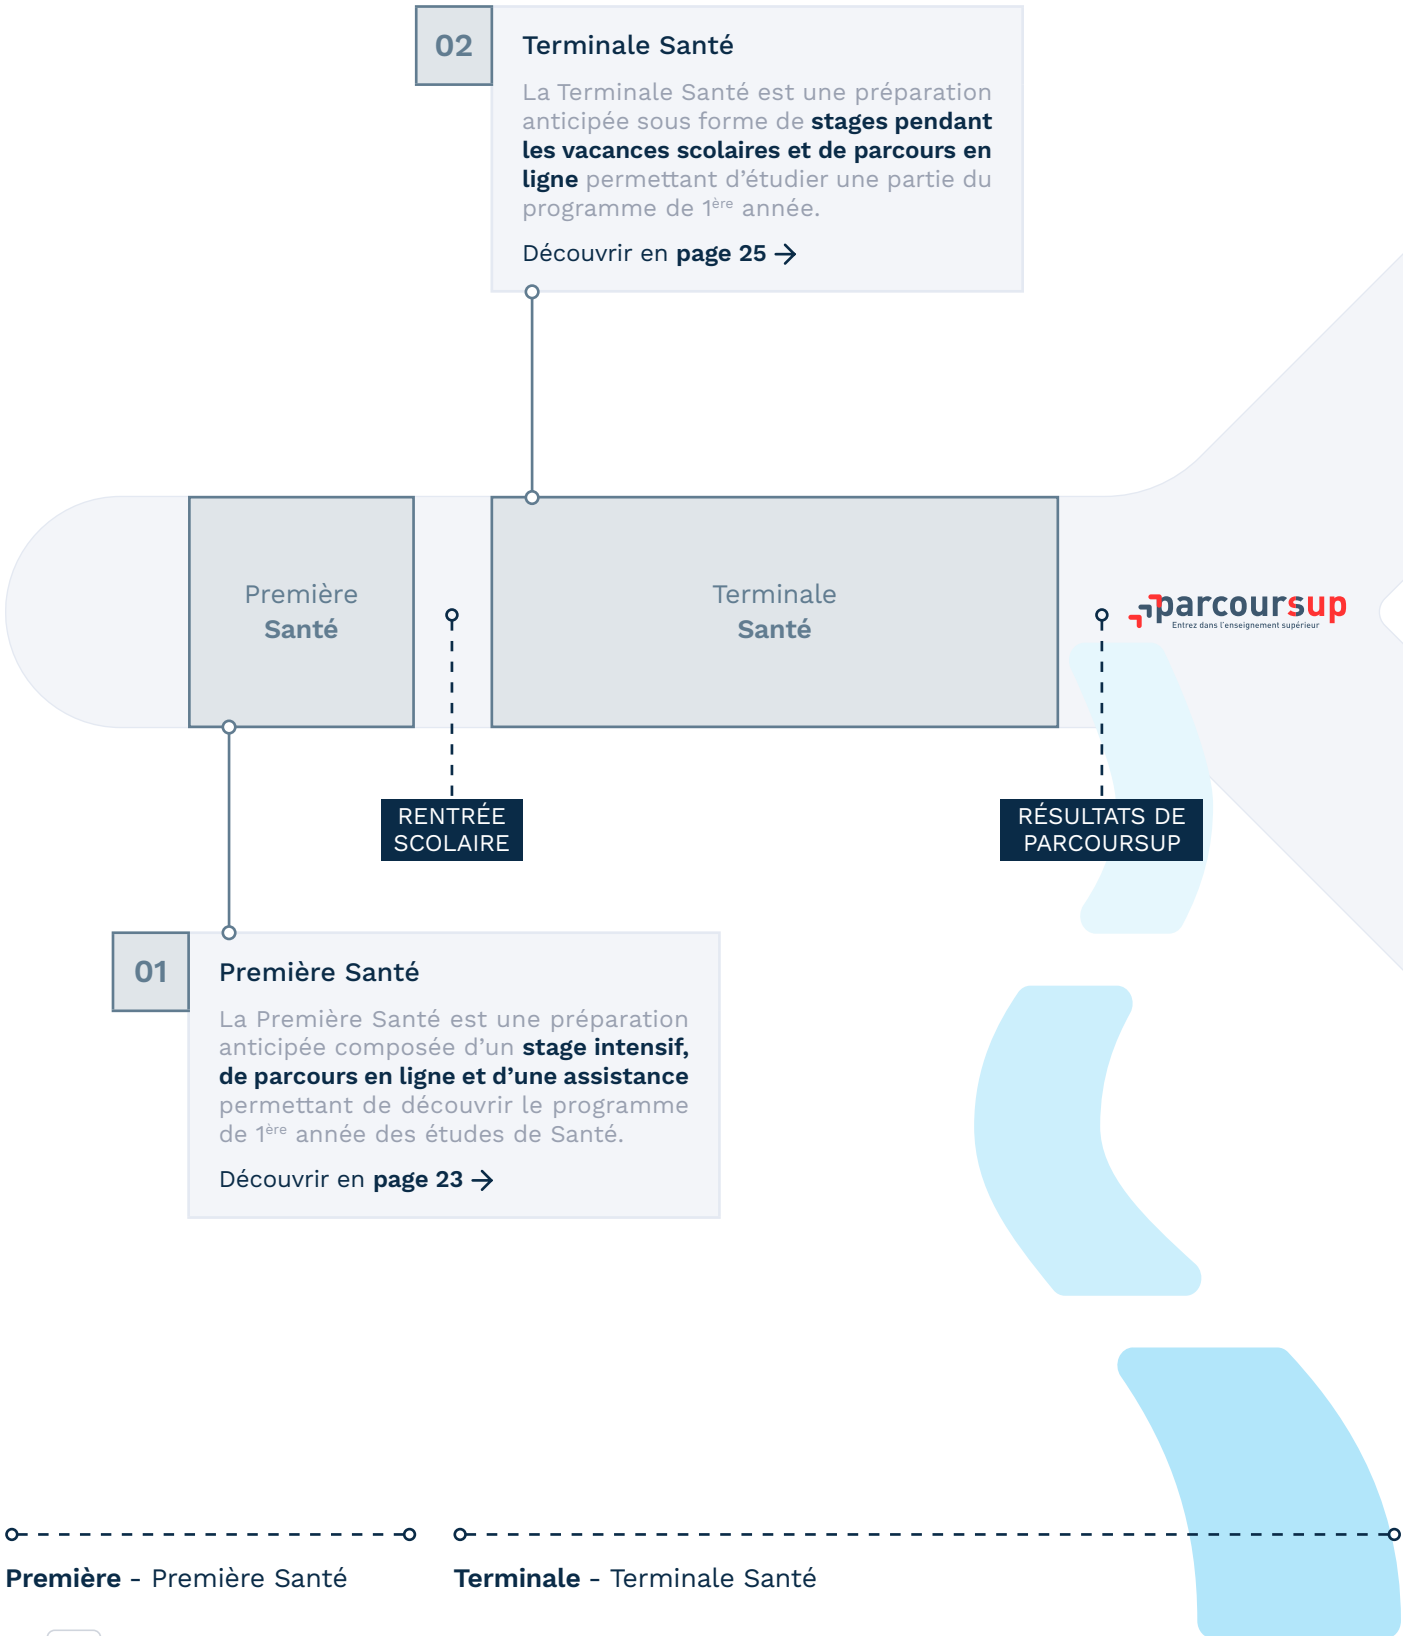 02
Terminale Santé
La Terminale Santé est une préparation
anticipée sous forme de stages pendant
les vacances scolaires et de parcours en
ligne permettant d’étudier une partie du
programme de 1ère année.
Découvrir en page 25 →
Première
Santé
Terminale
Santé
parcoursup
Entrez dans l'enseignement supérieur
RENTRÉE
SCOLAIRE
RÉSULTATS DE
PARCOURSUP
01
Première Santé
La Première Santé est une préparation
anticipée composée d’un stage intensif,
de parcours en ligne et d’une assistance
permettant de découvrir le programme
de 1ère année des études de Santé.
Découvrir en page 23 →
Première - Première Santé
Terminale - Terminale Santé